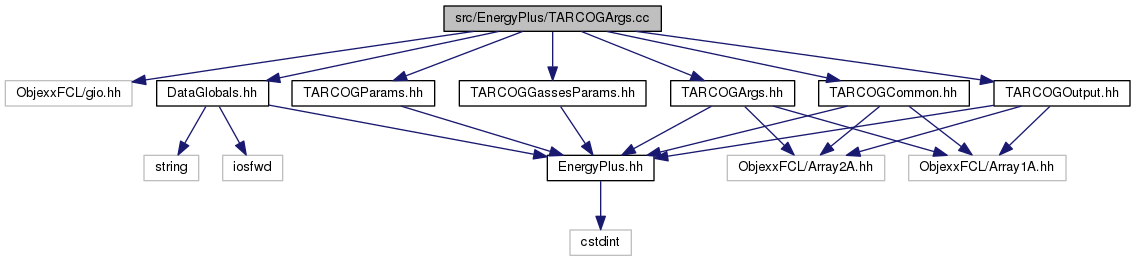 src/EnergyPlus/TARCOGArgs.cc
ObjexxFCL/gio.hh
DataGlobals.hh
TARCOGParams.hh
TARCOGGassesParams.hh
TARCOGArgs.hh
TARCOGCommon.hh
TARCOGOutput.hh
string
iosfwd
EnergyPlus.hh
ObjexxFCL/Array2A.hh
ObjexxFCL/Array1A.hh
cstdint